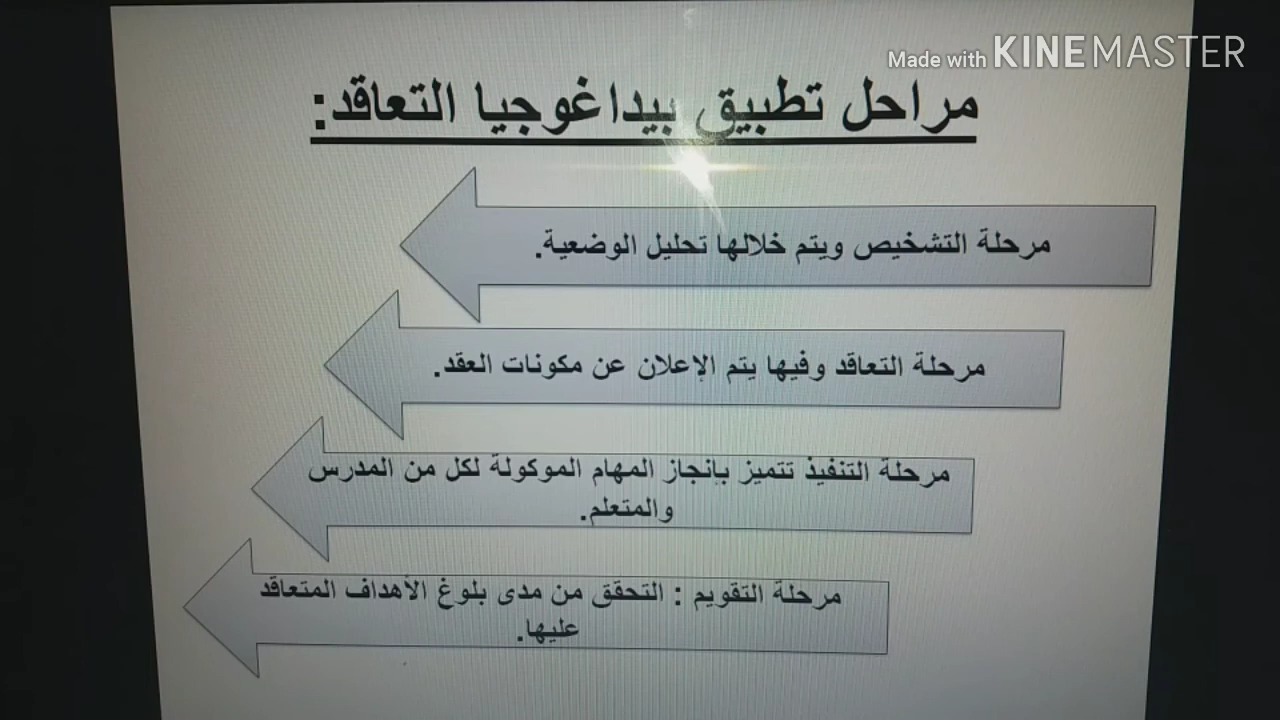 Made with KINEMASTER
مراحل تطبيق بيداغوجيا التعاقد:
مرحلة التشخيص ويتم خلالها تحليل الوضعية.
مرحلة التعاقد وفيها يتم الإعلان عن مكونات العقد.
مرحلة التنفيذ تتميز بإنجاز المهام الموكولة لكل من المدرس
والمتعلم.
مرحلة التقويم : التحقق من مدى بلوغ الأهداف المتعاقد
عليها.